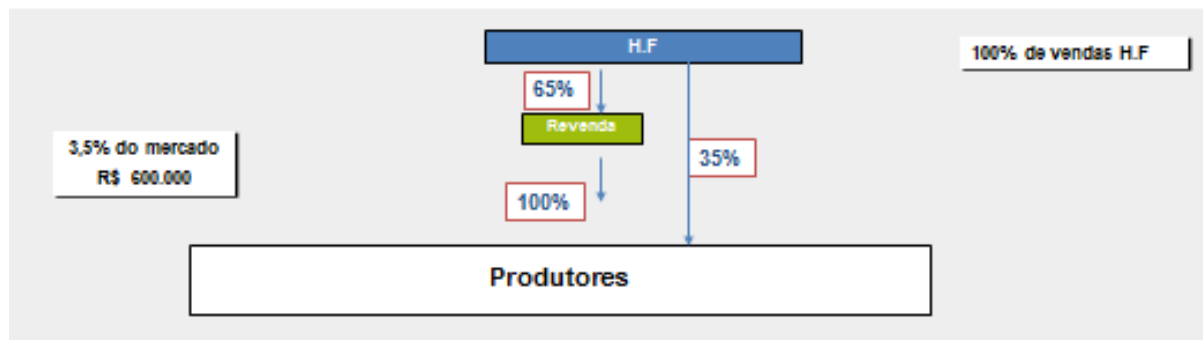 H.F
100% de vendas H.F
65%
Revenda
3,5% do mercado
R$ 600.000
35%
100%
Produtores